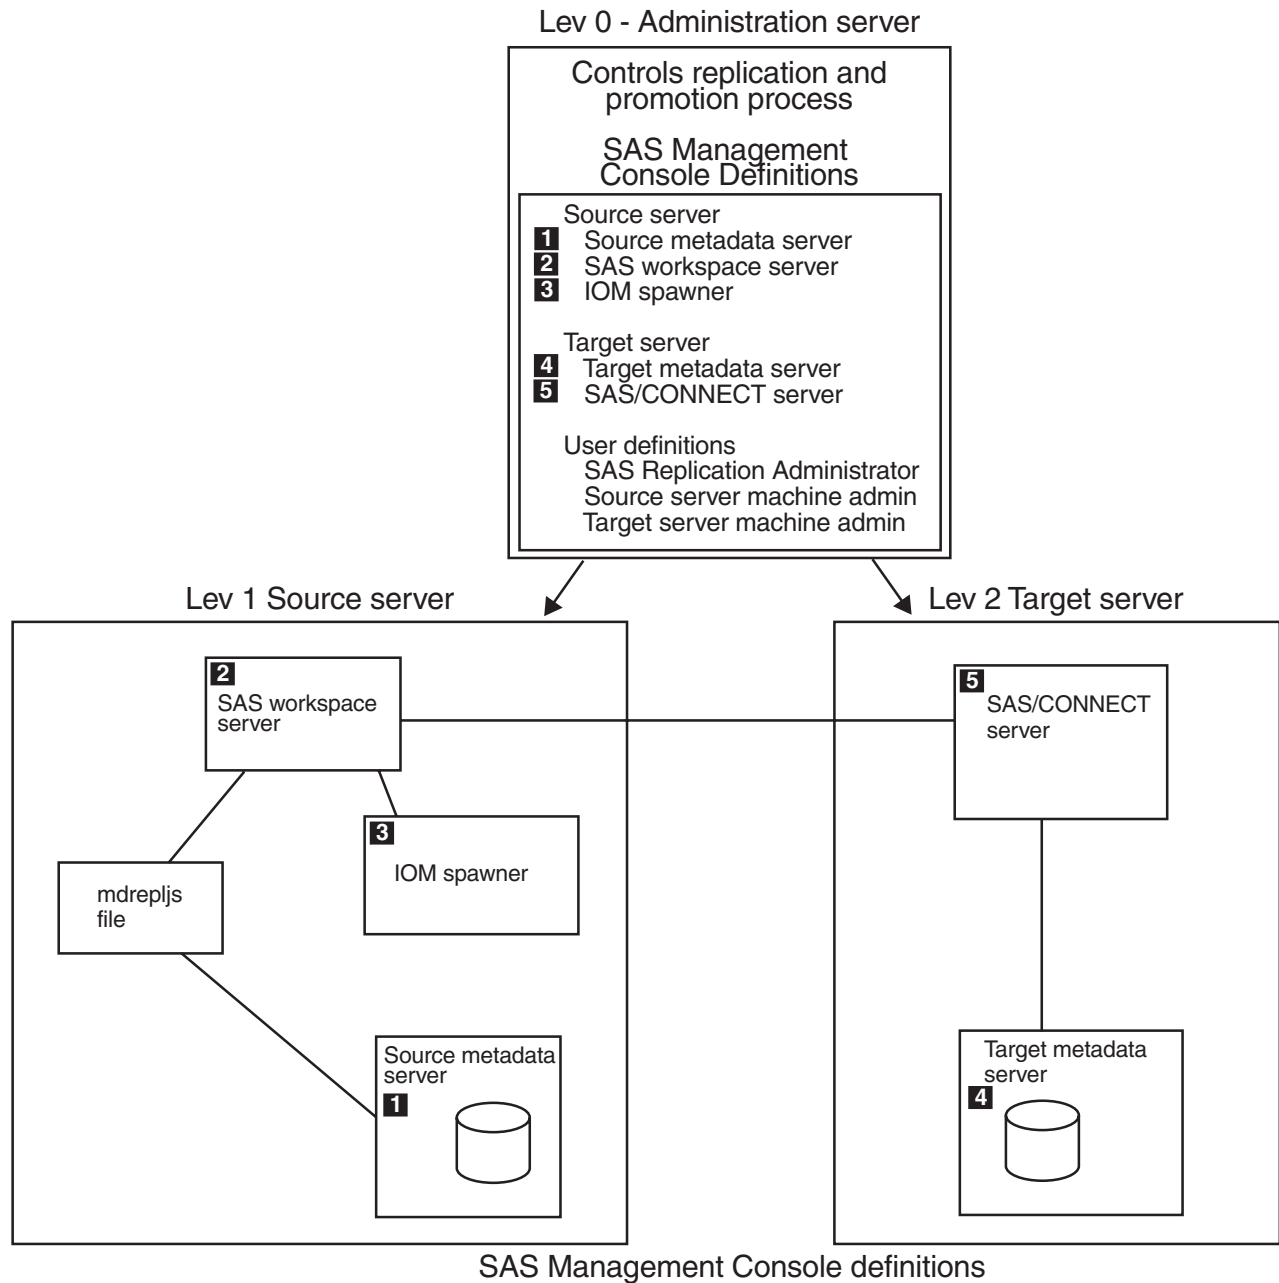 Lev 0 - Administration server
Controls replication and
promotion process
SAS Management
Console Definitions
Source server
1 Source metadata server
2 SAS workspace server
3 IOM spawner
Target server
4 Target metadata server
5 SAS/CONNECT server
User definitions
SAS Replication Administrator
Source server machine admin
Target server machine admin
Lev 1 Source server
2
SAS workspace
server
3
IOM spawner
mdrepljs
file
Source metadata
server
1
Lev 2 Target server
5
SAS/CONNECT
server
Target metadata
server
4
SAS Management Console definitions